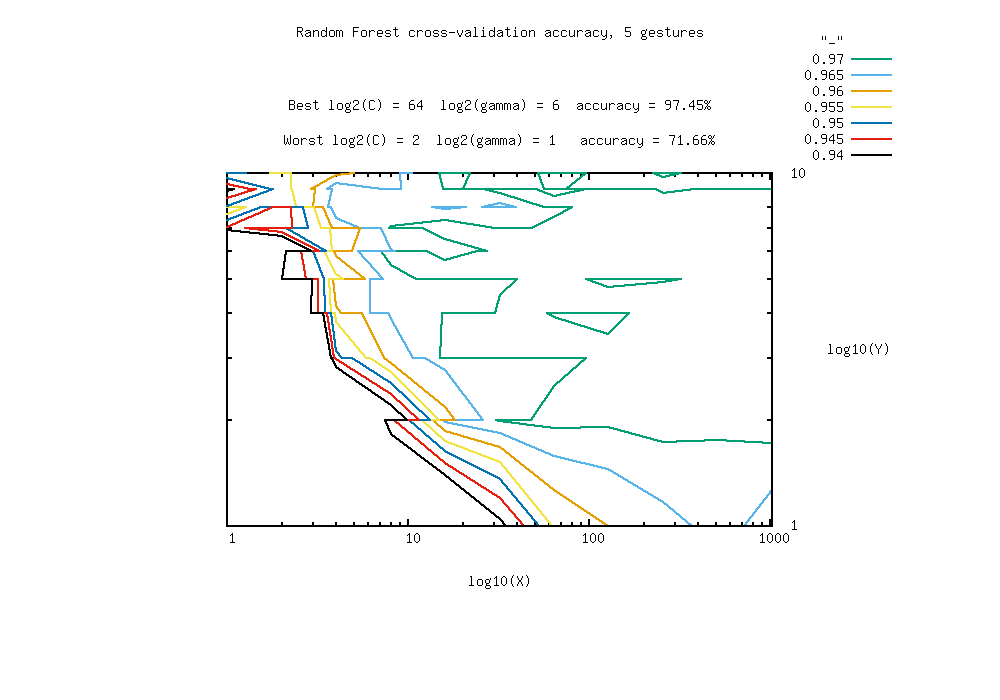 Random Forest cross-validation accuracy, 5 gestures
"_"
0.97
0.965
0.96
0.955
0.95
0.945
0.94
Best log2(C) = 64  log2(gamma) = 6  accuracy = 97.45%
Worst log2(C) = 2  log2(gamma) = 1   accuracy = 71.66%
10
log10(Y)
1
1 10 100 1000
log10(X)